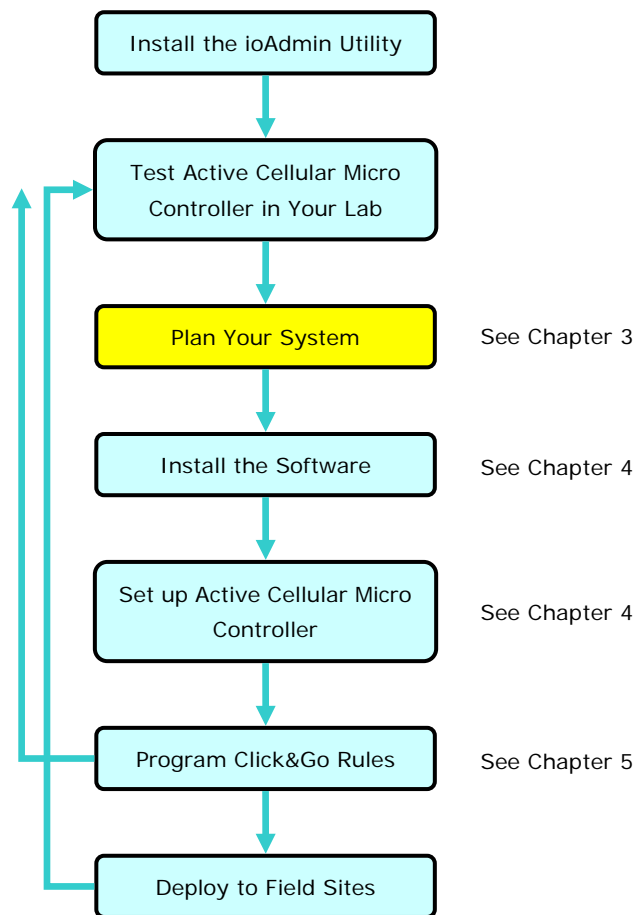 Install the ioAdmin Utility
Test Active Cellular Micro
Controller in Your Lab
Plan Your System
See Chapter 3
Install the Software
See Chapter 4
Set up Active Cellular Micro
Controller
See Chapter 4
Program Click&Go Rules
See Chapter 5
Deploy to Field Sites